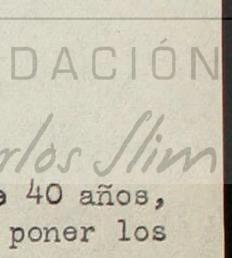 DACIÓN
rlos Slim
e 40 años,
poner los